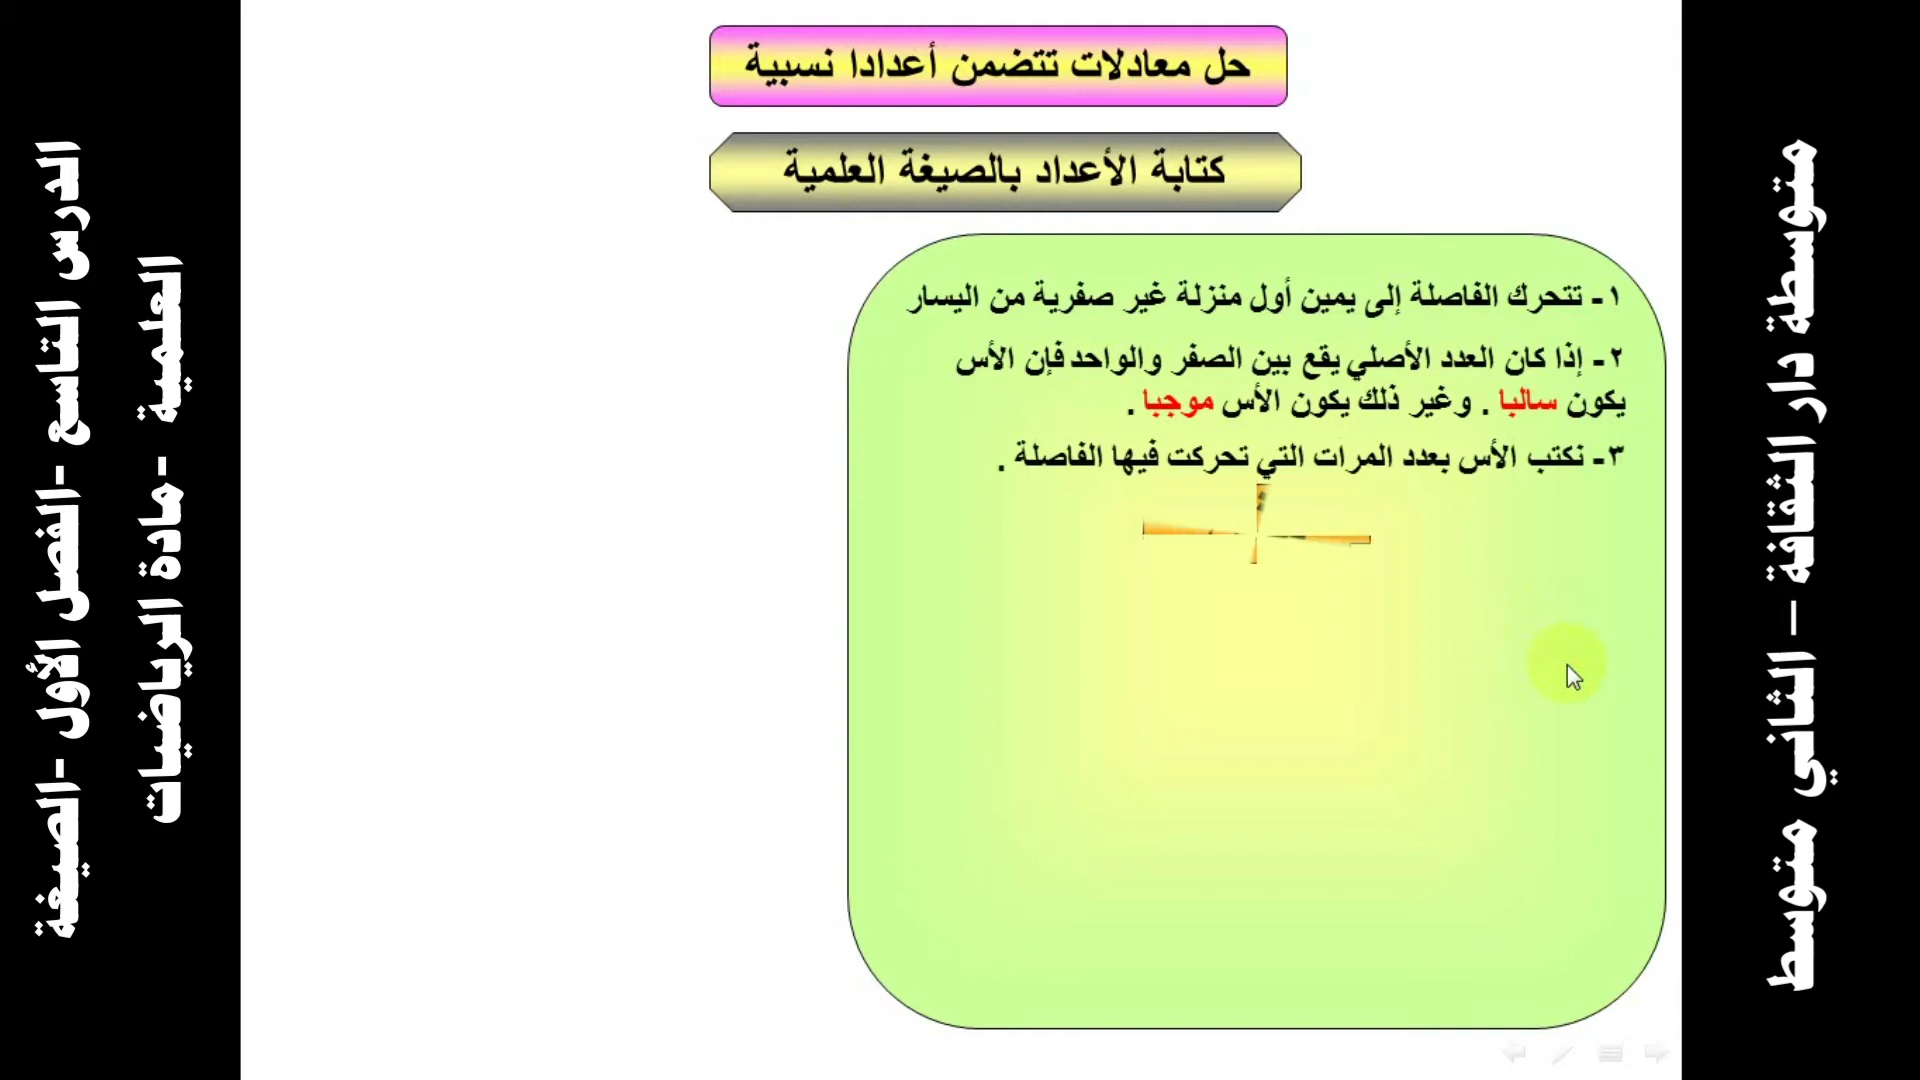 حل معادلات تتضمن أعدادا نسبية
كتابة الأعداد بالصيغة العلمية
١- تتحرك الفاصلة إلى يمين أول منزلة غير صفرية من اليسار
٢- إذا كان العدد الأصلي يقع بين الصفر والواحد فإن الأس
يكون سالبا . وغير ذلك يكون الأس موجبا .
٣- نكتب الأس بعدد المرات التي تحركت فيها الفاصلة .
متوسطة دار الثقافة – الثاني متوسط
الدرس التاسع -الفصل الأول -الصيغة
العلمية -مادة الرياضيات